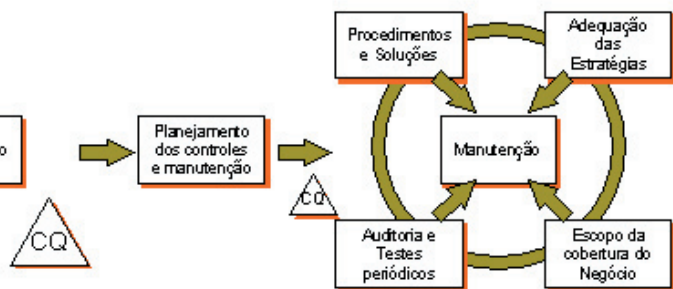 o
CQ
Planejamento
dos controles
e manutenção
CQ
Procedimentos
e Soluções
Adequação
das
Estratégias
Manutenção
Auditoria e
Testes
periódicos
Escopo da
cobertura do
Negócio